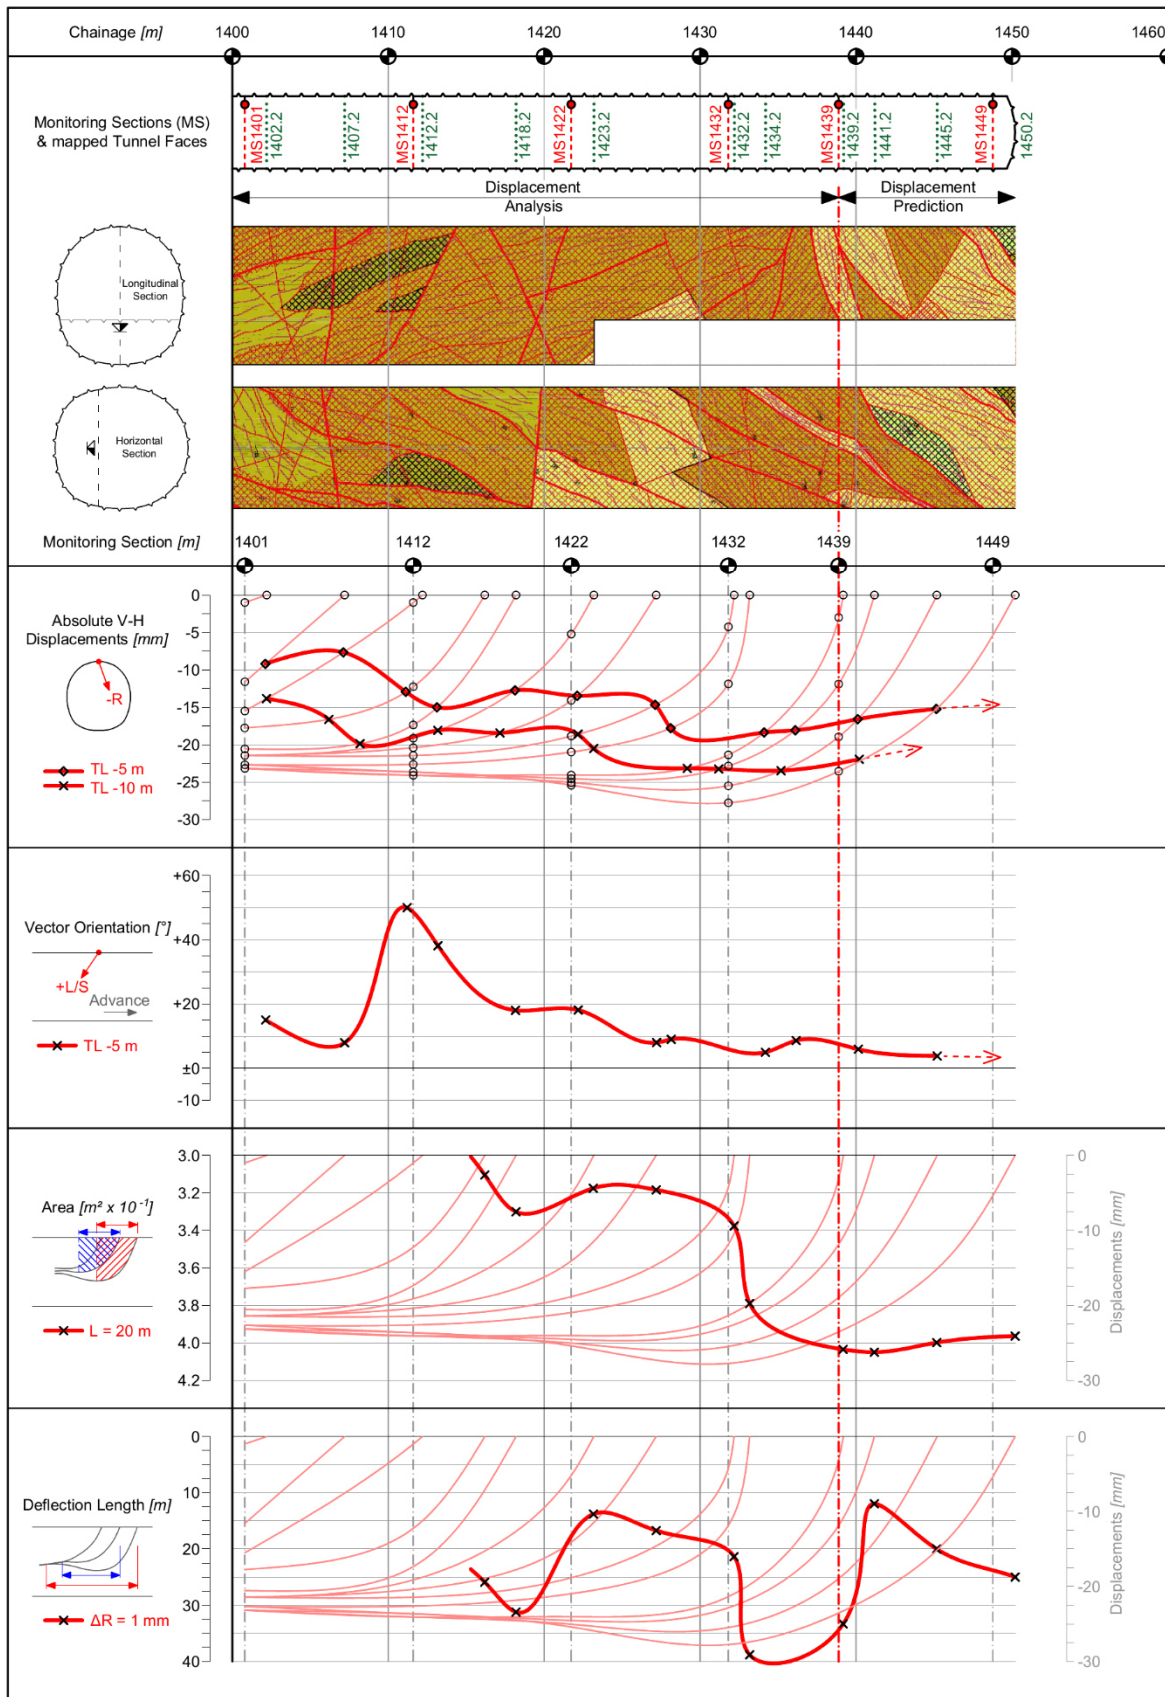 Chainage [m]
1400 1410 1420 1430 1440 1450 1460
Monitoring Sections (MS)
& mapped Tunnel Faces
MS1401 1402.2 1407.2 MS1412 1412.2 1418.2 MS1422 1423.2 MS1432 1432.2 1434.2 MS1439 1439.2 1441.2 1445.2 MS1449 1450.2
Displacement
Analysis
Displacement
Prediction
Longitudinal
Section
Horizontal
Section
Monitoring Section [m]
1401 1412 1422 1432 1439 1449
Absolute V-H
Displacements [mm]
-R
TL -5 m
TL -10 m
0
-5
-10
-15
-20
-25
-30
Vector Orientation [°]
+L/S
Advance
TL -5 m
+60
+40
+20
±0
-10
Area [m² x 10⁻¹]
L = 20 m
3.0
3.2
3.4
3.6
3.8
4.0
4.2
0
-10
-20
-30
Displacements [mm]
Deflection Length [m]
ΔR = 1 mm
0
10
20
30
40
0
-10
-20
-30
Displacements [mm]